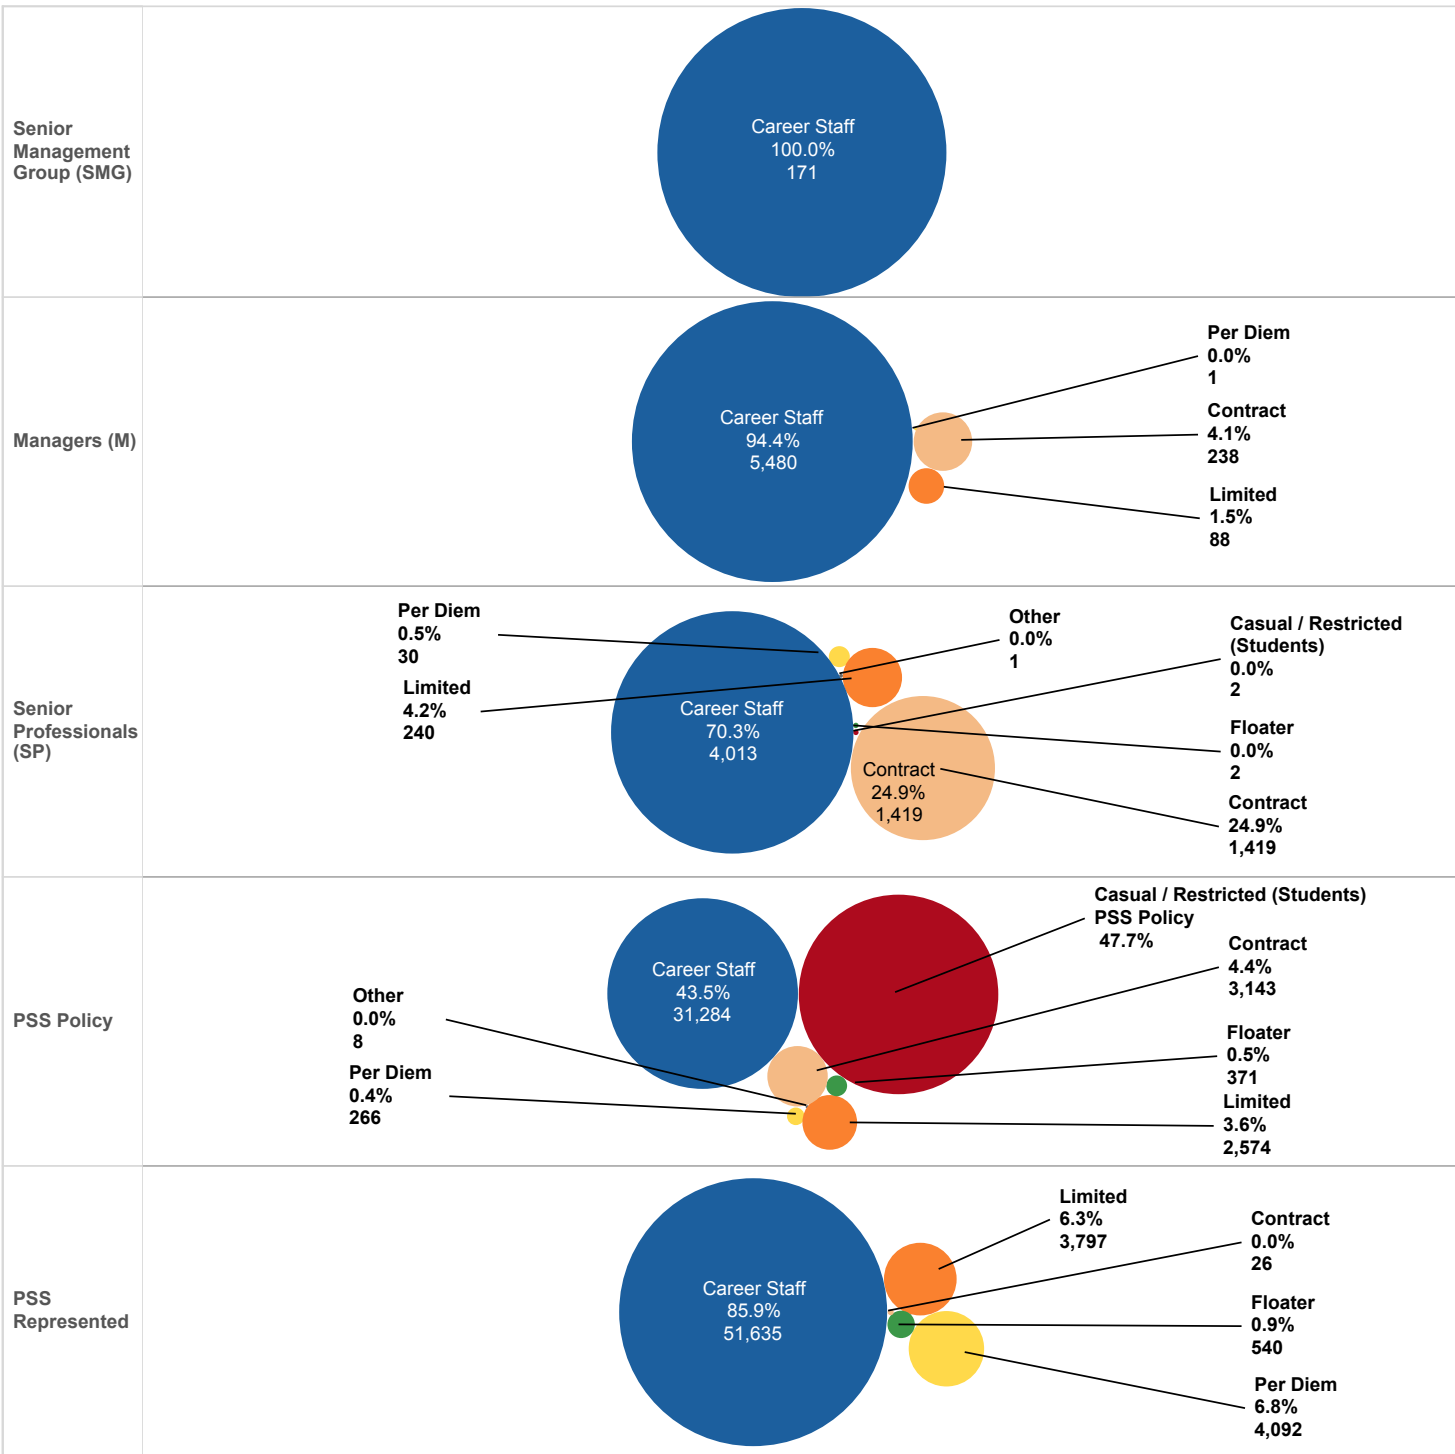 Senior
Management
Group (SMG)
Career Staff
100.0%
171
Managers (M)
Career Staff
94.4%
5,480
Per Diem
0.0%
1
Contract
4.1%
238
Limited
1.5%
88
Senior
Professionals
(SP)
Per Diem
0.5%
30
Limited
4.2%
240
Career Staff
70.3%
4,013
Contract
24.9%
1,419
Other
0.0%
1
Casual / Restricted
(Students)
0.0%
2
Floater
0.0%
2
Contract
24.9%
1,419
PSS Policy
Other
0.0%
8
Per Diem
0.4%
266
Career Staff
43.5%
31,284
Casual / Restricted (Students)
PSS Policy
47.7%
Contract
4.4%
3,143
Floater
0.5%
371
Limited
3.6%
2,574
PSS
Represented
Career Staff
85.9%
51,635
Limited
6.3%
3,797
Contract
0.0%
26
Floater
0.9%
540
Per Diem
6.8%
4,092